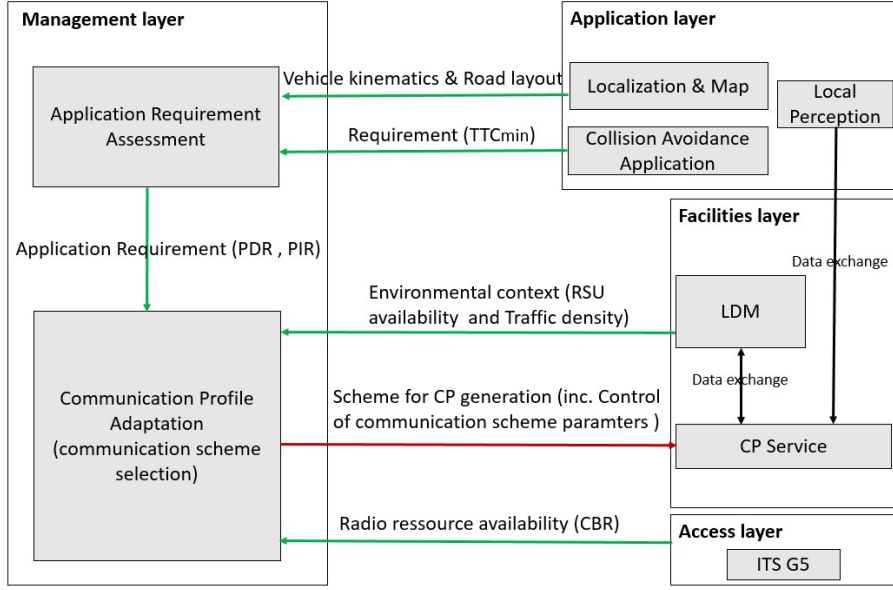 Management layer
Application Requirement
Assessment
Application Requirement (PDR , PIR)
Communication Profile
Adaptation
(communication scheme
selection)
Vehicle kinematics & Road layout
Requirement (TTCmin)
Environmental context (RSU
availability and Traffic density)
Scheme for CP generation (inc. Control
of communication scheme paramters )
Radio ressource availability (CBR)
Application layer
Localization & Map
Local
Perception
Collision Avoidance
Application
Facilities layer
Data exchange
LDM
Data exchange
CP Service
Access layer
ITS G5